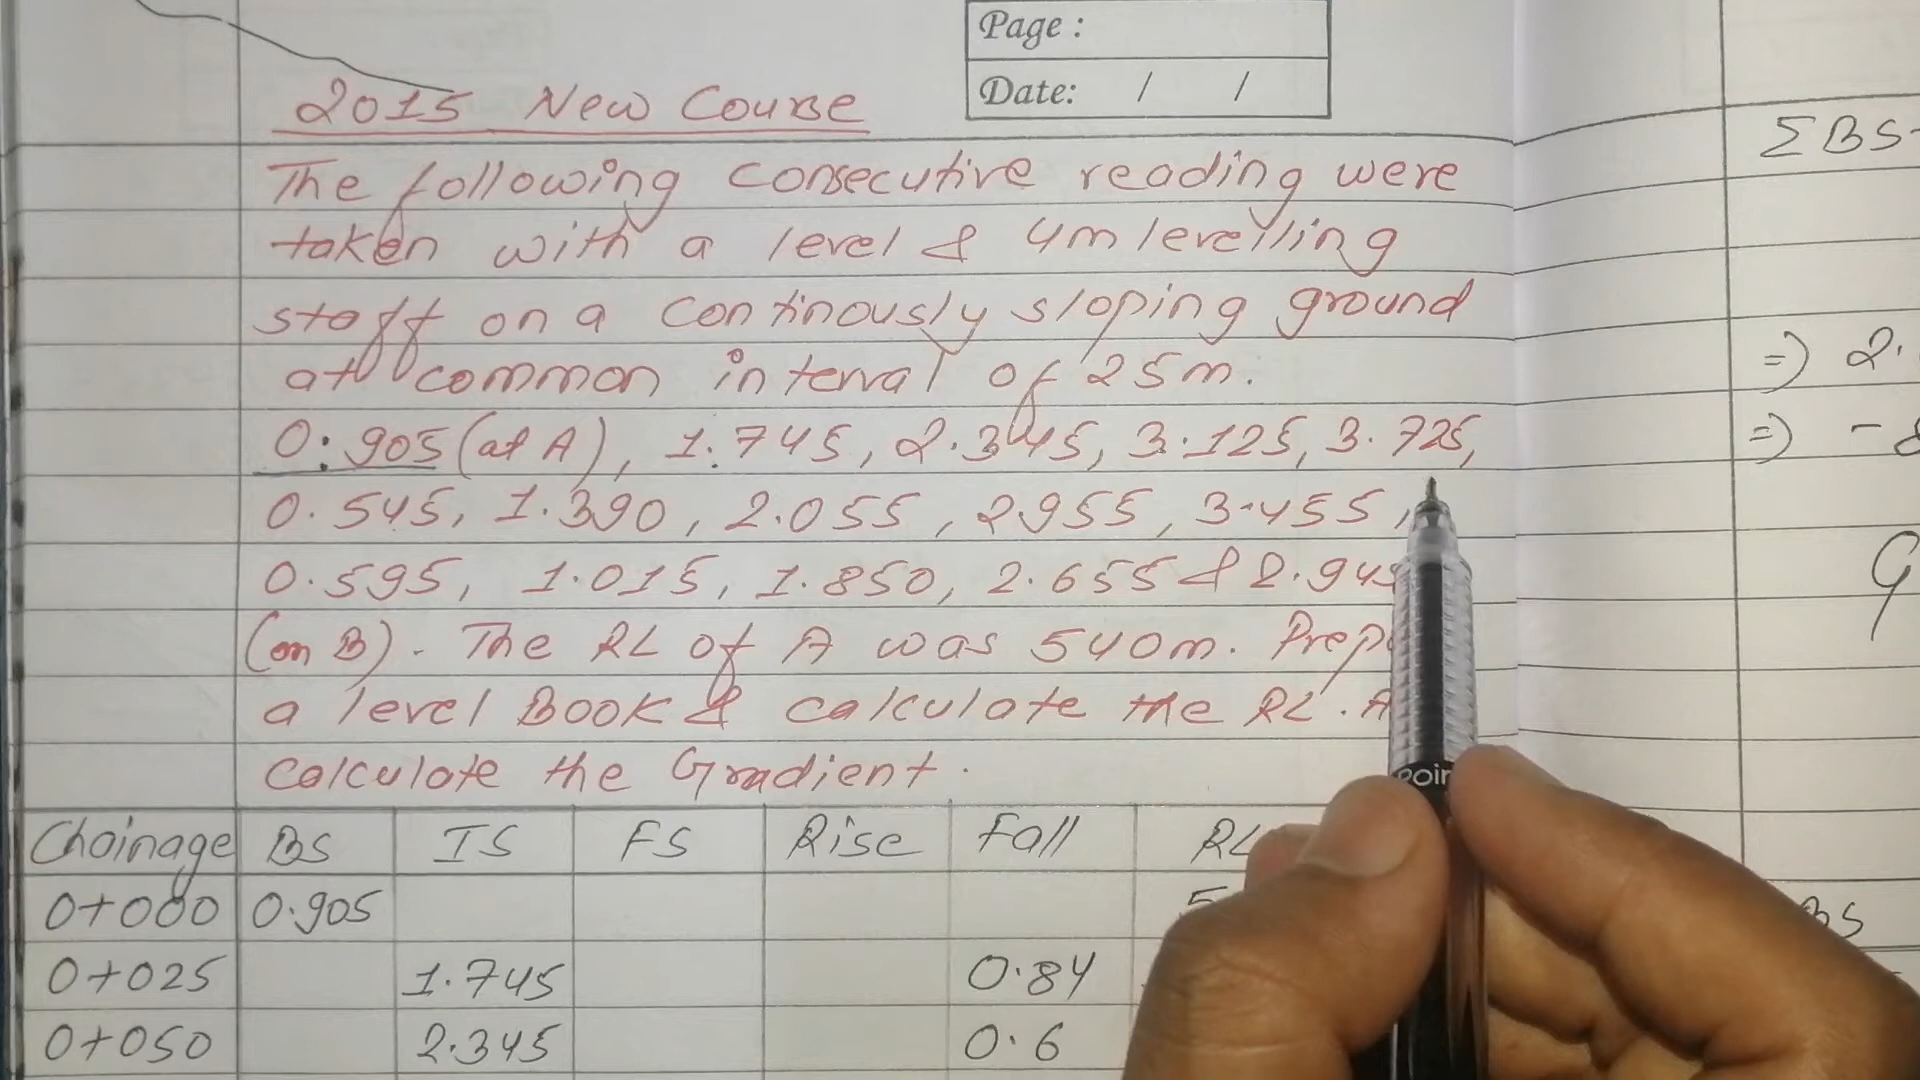 Page :
Date: / /
2015 New Course
The following consecutive reading were
taken with a level & 4m levelling
staff on a continously sloping ground
at common interval of 25m.
0.905 (at A), 1.745, 2.345, 3.125, 3.725,
0.545, 1.390, 2.055, 2955, 3.455,
0.595, 1.015, 1.850, 2.655 & 2.945
(on B). The RL of A was 540m.
a level Book & calculate the RL.
calculate the Gradient.
Chainage BS IS FS Rise Fall RL
0+000 0.905
0+025 1.745 0.84
0+050 2.345 0.6
ΣBS-
=) 2.
=) -
BS